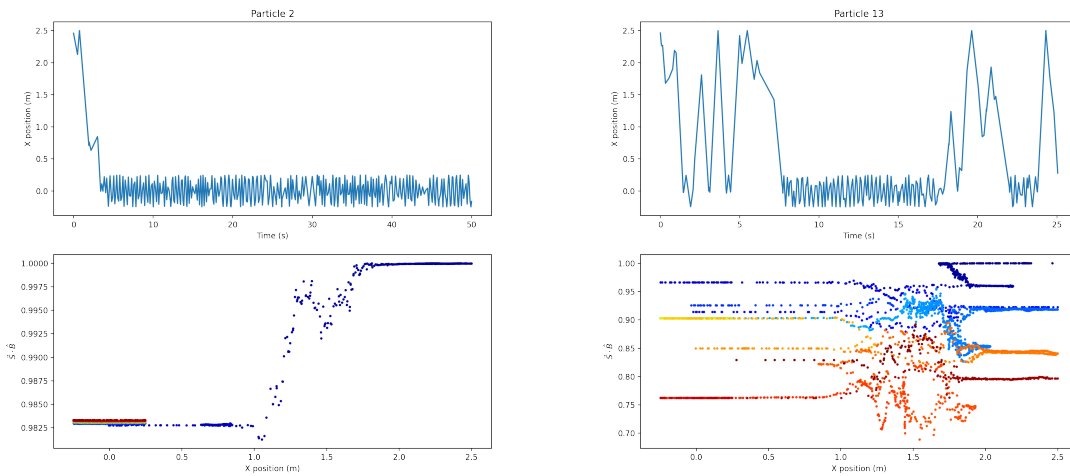 Particle 2
2.5
2.0
1.5
1.0
0.5
0.0
X position (m)
0 10 20 30 40 50
Time (s)
Particle 13
2.5
2.0
1.5
1.0
0.5
0.0
X position (m)
0 5 10 15 20 25
Time (s)
1.0000
0.9975
0.9950
0.9925
0.9900
0.9875
0.9850
0.9825
Ŝ · B̂
0.0 0.5 1.0 1.5 2.0 2.5
X position (m)
1.00
0.95
0.90
0.85
0.80
0.75
0.70
Ŝ · B̂
0.0 0.5 1.0 1.5 2.0 2.5
X position (m)